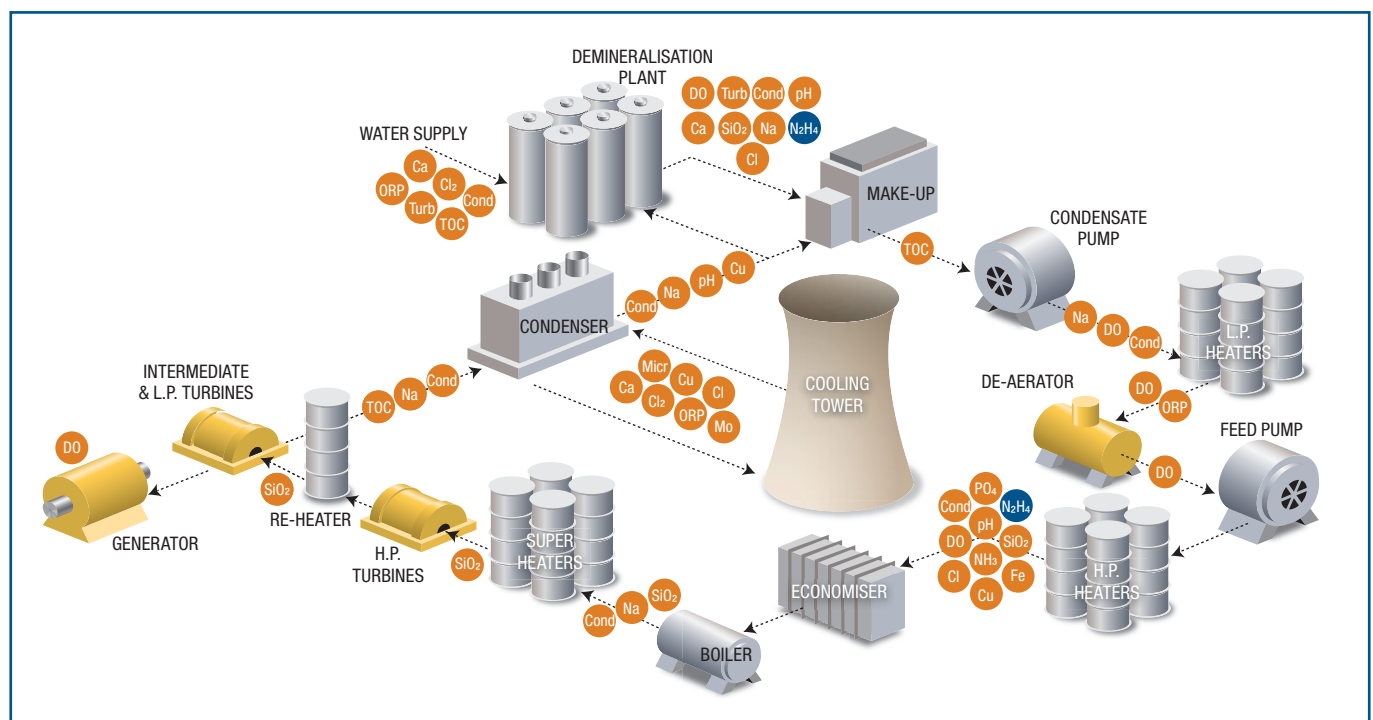 DEMINERALISATION
PLANT
DO Turb Cond pH
Ca SiO₂ Na N₂H₄
Cl
WATER SUPPLY
Ca
ORP Cl₂
Turb Cond
TOC
MAKE-UP
TOC
CONDENSATE
PUMP
Na DO Cond
L.P.
HEATERS
CONDENSER
Cond Na pH Cu
COOLING
TOWER
Micr
Ca Cu
Cl₂ Cl
ORP
Mo
DE-AERATOR
DO
ORP
FEED PUMP
DO
INTERMEDIATE
& L.P. TURBINES
TOC Na Cond
DO
GENERATOR
SiO₂
RE-HEATER
H.P.
TURBINES
SiO₂
SUPER
HEATERS
Cond Na SiO₂
BOILER
ECONOMISER
PO₄
Cond N₂H₄
pH
DO SiO₂
NH₃
Cl Fe
Cu
H.P.
HEATERS